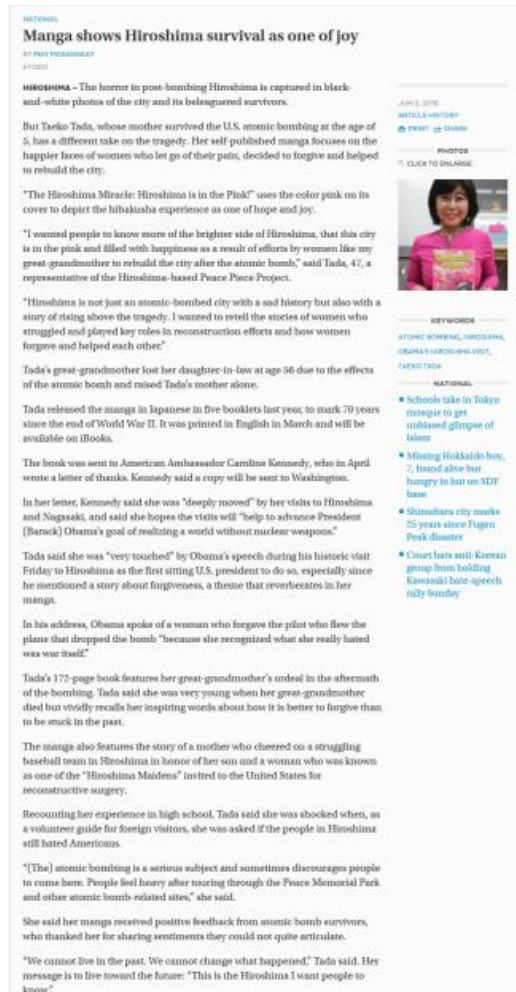 NATIONAL
Manga shows Hiroshima survival as one of joy
BY MAY MASANGKAY
KYODO
HIROSHIMA – The horror in post-bombing Hiroshima is captured in black-
and-white photos of the city and its beleaguered survivors.
But Taeko Tada, whose mother survived the U.S. atomic bombing at the age of
5, has a different take on the tragedy. Her self-published manga focuses on the
happier faces of women who let go of their pain, decided to forgive and helped
to rebuild the city.
"The Hiroshima Miracle: Hiroshima is in the Pink!" uses the color pink on its
cover to depict the hibakusha experience as one of hope and joy.
"I wanted people to know more of the brighter side of Hiroshima, that this city
is in the pink and filled with happiness as a result of efforts by women like my
great-grandmother to rebuild the city after the atomic bomb," said Tada, 47, a
representative of the Hiroshima-based Peace Piece Project.
"Hiroshima is not just an atomic-bombed city with a sad history but also with a
story of rising above the tragedy. I wanted to retell the stories of women who
struggled and played key roles in reconstruction efforts and how women
forgave and helped each other."
Tada's great-grandmother lost her daughter-in-law at age 56 due to the effects
of the atomic bomb and raised Tada's mother alone.
Tada released the manga in Japanese in five booklets last year, to mark 70 years
since the end of World War II. It was printed in English in March and will be
available on iBooks.
The book was sent to American Ambassador Caroline Kennedy, who in April
wrote a letter of thanks. Kennedy said a copy will be sent to Washington.
In her letter, Kennedy said she was "deeply moved" by her visits to Hiroshima
and Nagasaki, and said she hopes the visits will "help to advance President
(Barack) Obama's goal of realizing a world without nuclear weapons."
Tada said she was "very touched" by Obama's speech during his historic visit
Friday to Hiroshima as the first sitting U.S. president to do so, especially since
he mentioned a story about forgiveness, a theme that reverberates in her
manga.
In his address, Obama spoke of a woman who forgave the pilot who flew the
plane that dropped the bomb "because she recognized what she really hated
was war itself."
Tada's 172-page book features her great-grandmother's ordeal in the aftermath
of the bombing. Tada said she was very young when her great-grandmother
died but vividly recalls her inspiring words about how it is better to forgive than
to be stuck in the past.
The manga also features the story of a mother who cheered on a struggling
baseball team in Hiroshima in honor of her son and a woman who was known
as one of the "Hiroshima Maidens" invited to the United States for
reconstructive surgery.
Recounting her experience in high school, Tada said she was shocked when, as
a volunteer guide for foreign visitors, she was asked if the people in Hiroshima
still hated Americans.
"(The) atomic bombing is a serious subject and sometimes discourages people
to come here. People feel heavy after touring through the Peace Memorial Park
and other atomic bomb-related sites," she said.
She said her manga received positive feedback from atomic bomb survivors,
who thanked her for sharing sentiments they could not quite articulate.
"We cannot live in the past. We cannot change what happened," Tada said. Her
message is to live toward the future: "This is the Hiroshima I want people to
know."
JUN 2, 2016
ARTICLE HISTORY
PRINT SHARE
PHOTOS
CLICK TO ENLARGE
KEYWORDS
ATOMIC BOMBING, HIROSHIMA,
OBAMA'S HIROSHIMA VISIT,
TAEKO TADA
NATIONAL
Schools take in Tokyo
mosque to get
unbiased glimpse of
Islam
Missing Hokkaido boy,
7, found alive but
hungry in hut on SDF
base
Shimabara city marks
25 years since Fugen
Peak disaster
Court bars anti-Korean
group from holding
Kawasaki hate-speech
rally Sunday